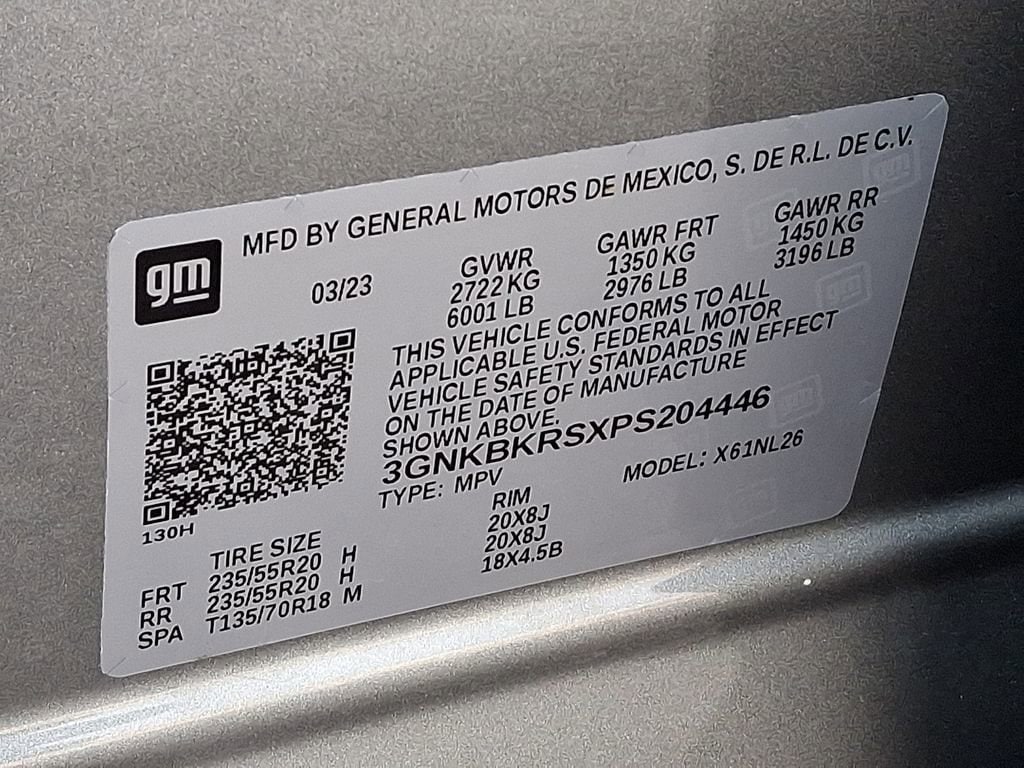 MFD BY GENERAL MOTORS DE MEXICO, S. DE R.L. DE C.V.
gm
03/23
GVWR
2722 KG
6001 LB
GAWR FRT
1350 KG
2976 LB
GAWR RR
1450 KG
3196 LB
THIS VEHICLE CONFORMS TO ALL
APPLICABLE U.S. FEDERAL MOTOR
VEHICLE SAFETY STANDARDS IN EFFECT
ON THE DATE OF MANUFACTURE
SHOWN ABOVE.
3GNKBKRSXPS204446
TYPE: MPV
MODEL: X61NL26
130H
TIRE SIZE
RIM
FRT 235/55R20 H 20X8J
RR 235/55R20 H 20X8J
SPA T135/70R18 M 18X4.5B